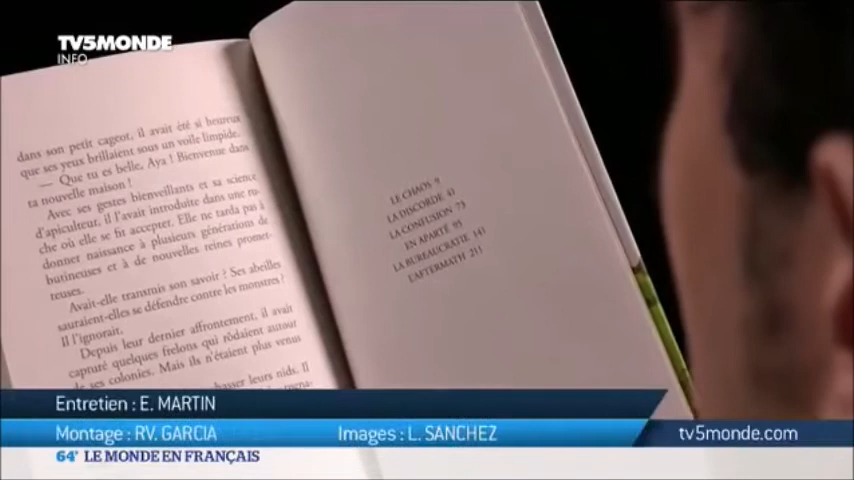 TV5MONDE
INFO
dans son petit cageot, il avait été si heureux
que ses yeux brillaient sous un voile limpide.
— Que tu es belle, Aya ! Bienvenue dans
ta nouvelle maison !
Avec ses gestes bienveillants et sa science
d'apiculteur, il l'avait introduite dans une ru-
che où elle se fit accepter. Elle ne tarda pas à
donner naissance à plusieurs générations de
butineuses et à de nouvelles reines promet-
teuses.
Avait-elle transmis son savoir ? Ses abeilles
sauraient-elles se défendre contre les monstres ?
Il l'ignorait.
Depuis leur dernier affrontement, il avait
capturé quelques frelons qui rôdaient autour
de ses colonies. Mais ils n'étaient plus venus
leurs nids. Il
LE CHAOS 9
LA DISCORDE 41
LA CONFUSION 73
EN APARTÉ 95
LA BUREAUCRATIE 141
L'AFTERMATH 211
Entretien : E. MARTIN
Montage : RV. GARCIA Images : L. SANCHEZ
tv5monde.com
64' LE MONDE EN FRANÇAIS